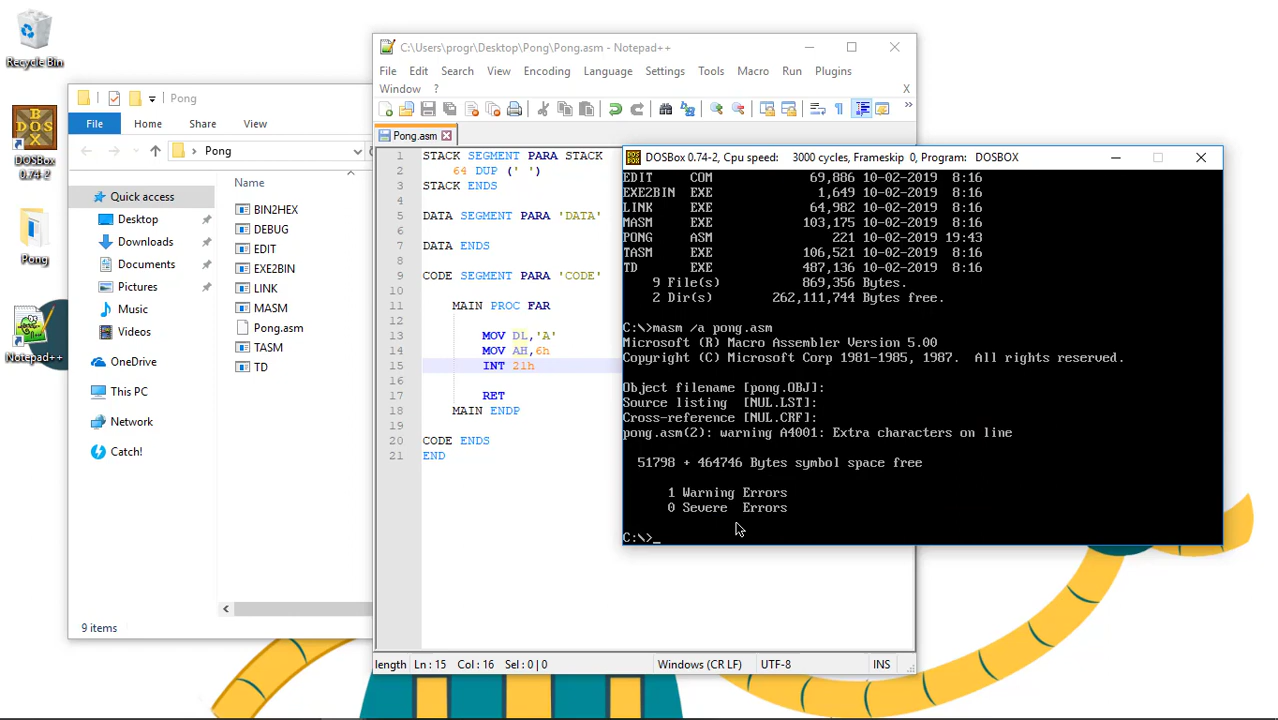 Recycle Bin
DOSBox
0.74-2
Pong
Notepad++
Pong
File
Home
Share
View
Pong
Quick access
Desktop
Downloads
Documents
Pictures
Music
Videos
OneDrive
This PC
Network
Catch!
Name
BIN2HEX
DEBUG
EDIT
EXE2BIN
LINK
MASM
Pong.asm
TASM
TD
9 items
C:\Users\progr\Desktop\Pong\Pong.asm - Notepad++
File Edit Search View Encoding Language Settings Tools Macro Run Plugins
Window ? X
Pong.asm
1 STACK SEGMENT PARA STACK
2 64 DUP (' ')
3 STACK ENDS
4
5 DATA SEGMENT PARA 'DATA'
6
7 DATA ENDS
8
9 CODE SEGMENT PARA 'CODE'
10
11 MAIN PROC FAR
12
13 MOV DL,'A'
14 MOV AH,6h
15 INT 21h
16
17 RET
18 MAIN ENDP
19
20 CODE ENDS
21 END
length Ln : 15 Col : 16 Sel : 0 | 0 Windows (CR LF) UTF-8 INS
DOSBox 0.74-2, Cpu speed: 3000 cycles, Frameskip 0, Program: DOSBOX
EDIT COM 69,886 10-02-2019 8:16
EXE2BIN EXE 1,649 10-02-2019 8:16
LINK EXE 64,982 10-02-2019 8:16
MASM EXE 103,175 10-02-2019 8:16
PONG ASM 221 10-02-2019 19:43
TASM EXE 106,521 10-02-2019 8:16
TD EXE 487,136 10-02-2019 8:16
9 File(s) 869,356 Bytes.
2 Dir(s) 262,111,744 Bytes free.
C:\>masm /a pong.asm
Microsoft (R) Macro Assembler Version 5.00
Copyright (C) Microsoft Corp 1981-1985, 1987. All rights reserved.
Object filename [pong.OBJ]:
Source listing [NUL.LST]:
Cross-reference [NUL.CRF]:
pong.asm(2): warning A4001: Extra characters on line
51798 + 464746 Bytes symbol space free
1 Warning Errors
0 Severe Errors
C:\>_